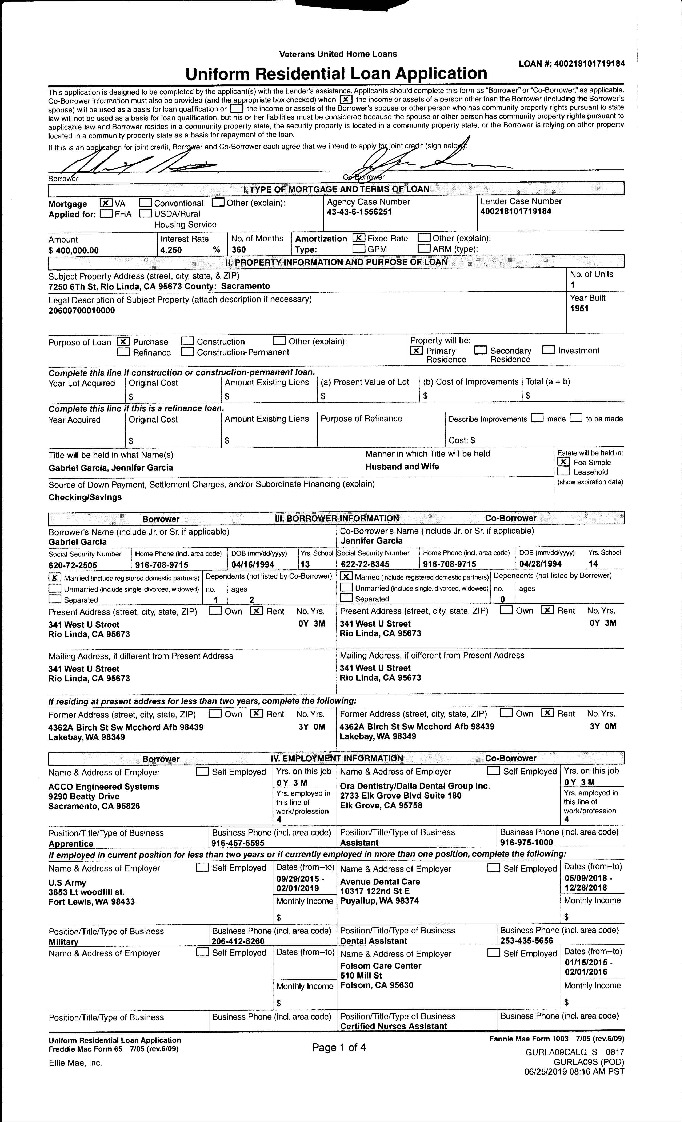 Veterans United Home Loans
LOAN #: 400218101719184
Uniform Residential Loan Application
This application is designed to be completed by the applicant(s) with the Lender's assistance. Applicants should complete this form as "Borrower" or "Co-Borrower," as applicable.
Co-Borrower information must also be provided (and the appropriate box checked) when [X] the income or assets of a person other than the Borrower (including the Borrower's
spouse) will be used as a basis for loan qualification or [ ] the income or assets of the Borrower's spouse or other person who has community property rights pursuant to state
law will not be used as a basis for loan qualification, but his or her liabilities must be considered because the spouse or other person has community property rights pursuant to
applicable law and Borrower resides in a community property state, the security property is located in a community property state, or the Borrower is relying on other property
located in a community property state as a basis for repayment of the loan.
If this is an application for joint credit, Borrower and Co-Borrower each agree that we intend to apply for joint credit (sign below):
Borrower Co-Borrower
I. TYPE OF MORTGAGE AND TERMS OF LOAN
Mortgage [X] VA [ ] Conventional [ ] Other (explain): Agency Case Number Lender Case Number
Applied for: [ ] FHA [ ] USDA/Rural 43-43-6-1556251 400218101719184
Housing Service
Amount Interest Rate No. of Months Amortization [X] Fixed Rate [ ] Other (explain):
$ 400,000.00 4.250 % 360 Type: [ ] GPM [ ] ARM (type):
II. PROPERTY INFORMATION AND PURPOSE OF LOAN
Subject Property Address (street, city, state, & ZIP) No. of Units
7250 6Th St, Rio Linda, CA 95673 County: Sacramento 1
Legal Description of Subject Property (attach description if necessary) Year Built
20600700010000 1951
Purpose of Loan [X] Purchase [ ] Construction [ ] Other (explain): Property will be:
[ ] Refinance [ ] Construction-Permanent [X] Primary Residence [ ] Secondary Residence [ ] Investment
Complete this line if construction or construction-permanent loan.
Year Lot Acquired Original Cost Amount Existing Liens (a) Present Value of Lot (b) Cost of Improvements Total (a + b)
$ $ $ $ $
Complete this line if this is a refinance loan.
Year Acquired Original Cost Amount Existing Liens Purpose of Refinance Describe Improvements [ ] made [ ] to be made
$ $ Cost: $
Title will be held in what Name(s) Manner in which Title will be held Estate will be held in:
Gabriel Garcia, Jennifer Garcia Husband and Wife [X] Fee Simple
[ ] Leasehold
Source of Down Payment, Settlement Charges, and/or Subordinate Financing (explain) (show expiration date)
Checking/Savings
Borrower III. BORROWER INFORMATION Co-Borrower
Borrower's Name (include Jr. or Sr. if applicable) Co-Borrower's Name (include Jr. or Sr. if applicable)
Gabriel Garcia Jennifer Garcia
Social Security Number Home Phone (incl. area code) DOB (mm/dd/yyyy) Yrs. School Social Security Number Home Phone (incl. area code) DOB (mm/dd/yyyy) Yrs. School
620-72-2505 916-708-9715 04/16/1994 13 622-72-6345 916-708-9715 04/28/1994 14
[X] Married (include registered domestic partners) Dependents (not listed by Co-Borrower) [X] Married (include registered domestic partners) Dependents (not listed by Borrower)
[ ] Unmarried (include single, divorced, widowed) no. ages [ ] Unmarried (include single, divorced, widowed) no. ages
[ ] Separated 1 2 [ ] Separated 0
Present Address (street, city, state, ZIP) [ ] Own [X] Rent No. Yrs. Present Address (street, city, state, ZIP) [ ] Own [X] Rent No. Yrs.
341 West U Street 0Y 3M 341 West U Street 0Y 3M
Rio Linda, CA 95673 Rio Linda, CA 95673
Mailing Address, if different from Present Address Mailing Address, if different from Present Address
341 West U Street 341 West U Street
Rio Linda, CA 95673 Rio Linda, CA 95673
If residing at present address for less than two years, complete the following:
Former Address (street, city, state, ZIP) [ ] Own [X] Rent No. Yrs. Former Address (street, city, state, ZIP) [ ] Own [X] Rent No. Yrs.
4362A Birch St Sw Mcchord Afb 98439 3Y 0M 4362A Birch St Sw Mcchord Afb 98439 3Y 0M
Lakebay, WA 98349 Lakebay, WA 98349
Borrower IV. EMPLOYMENT INFORMATION Co-Borrower
Name & Address of Employer [ ] Self Employed Yrs. on this job Name & Address of Employer [ ] Self Employed Yrs. on this job
0Y 3M 0Y 3M
ACCO Engineered Systems Yrs. employed in this line of work/profession Ora Dentistry/Dalla Dental Group Inc. Yrs. employed in this line of work/profession
9290 Beatty Drive 2733 Elk Grove Blvd Suite 180
Sacramento, CA 95826 4 Elk Grove, CA 95758 4
Position/Title/Type of Business Business Phone (incl. area code) Position/Title/Type of Business Business Phone (incl. area code)
Apprentice 916-457-6595 Assistant 916-975-1000
If employed in current position for less than two years or if currently employed in more than one position, complete the following:
Name & Address of Employer [ ] Self Employed Dates (from–to) Name & Address of Employer [ ] Self Employed Dates (from–to)
U.S Army 09/29/2015 - 02/01/2019 Avenue Dental Care 05/09/2018 - 12/28/2018
3653 Lt woodfill st. 10317 122nd St E
Fort Lewis, WA 98433 Monthly Income Puyallup, WA 98374 Monthly Income
$ $
Position/Title/Type of Business Business Phone (incl. area code) Position/Title/Type of Business Business Phone (incl. area code)
Military 206-412-6260 Dental Assistant 253-435-5656
Name & Address of Employer [ ] Self Employed Dates (from–to) Name & Address of Employer [ ] Self Employed Dates (from–to)
Folsom Care Center 01/15/2015 - 02/01/2016
510 Mill St
Monthly Income Folsom, CA 95630 Monthly Income
$ $
Position/Title/Type of Business Business Phone (incl. area code) Position/Title/Type of Business Business Phone (incl. area code)
Certified Nurses Assistant
Uniform Residential Loan Application Fannie Mae Form 1003 7/05 (rev.6/09)
Freddie Mac Form 65 7/05 (rev.6/09) Page 1 of 4 GURLA09CALQ_S 0817
Ellie Mae, Inc. GURLA09S (POD)
06/25/2019 08:16 AM PST